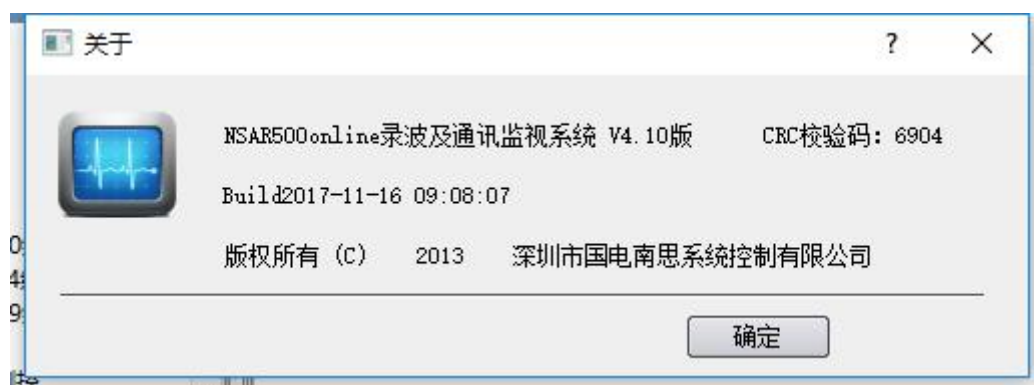 关于
NSAR500online录波及通讯监视系统 V4.10版 CRC校验码：6904
Build2017-11-16 09:08:07
版权所有（C） 2013 深圳市国电南思系统控制有限公司
确定